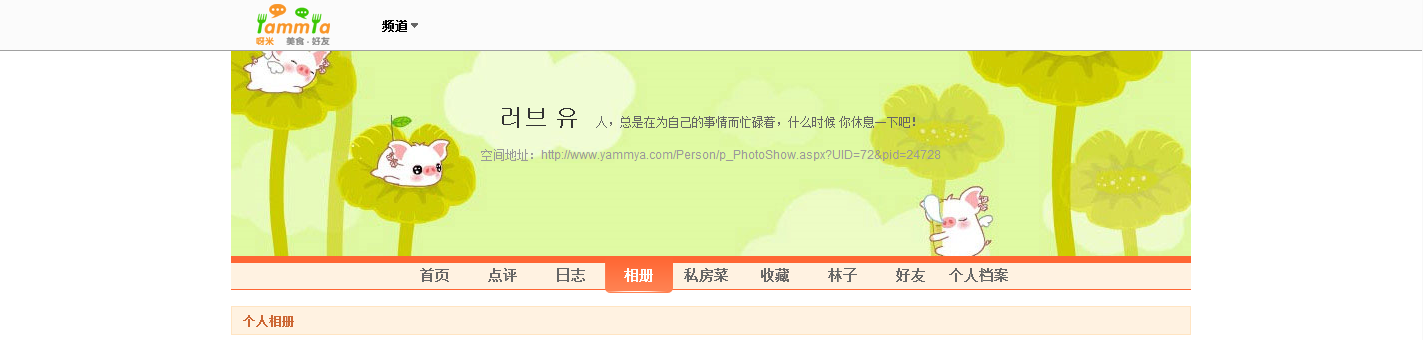 YammYa
呀米 美食·好友
频道
러브 유 人，总是在为自己的事情而忙碌着，什么时候 你休息一下吧！
空间地址：http://www.yammya.com/Person/p_PhotoShow.aspx?UID=72&pid=24728
首页 点评 日志 相册 私房菜 收藏 林子 好友 个人档案
个人相册